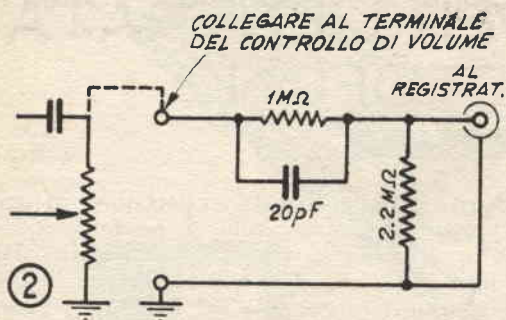 COLLEGARE AL TERMINALE
DEL CONTROLLO DI VOLUME
AL
REGISTRAT.
1MΩ
20pF
2.2MΩ
2